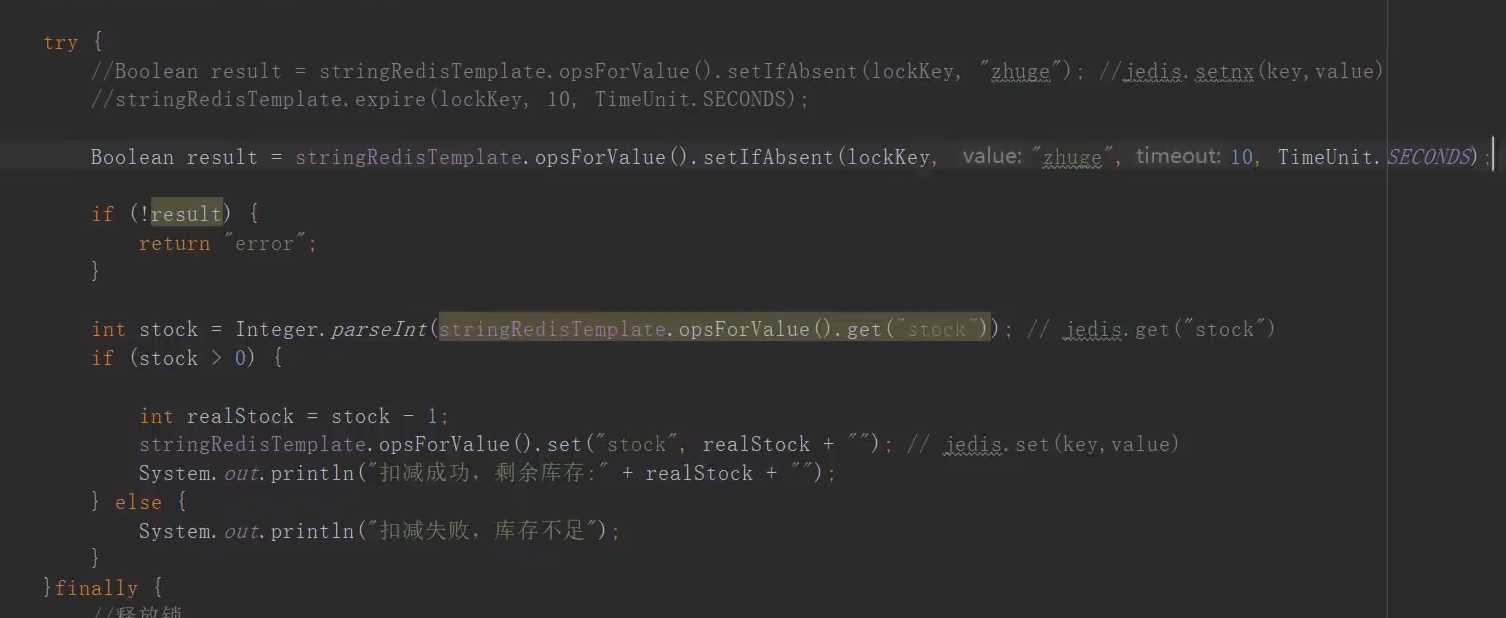 try {
//Boolean result = stringRedisTemplate.opsForValue().setIfAbsent(lockKey, "zhuge"); //jedis.setnx(key,value)
//stringRedisTemplate.expire(lockKey, 10, TimeUnit.SECONDS);
Boolean result = stringRedisTemplate.opsForValue().setIfAbsent(lockKey, value: "zhuge", timeout: 10, TimeUnit.SECONDS);
if (!result) {
return "error";
}
int stock = Integer.parseInt(stringRedisTemplate.opsForValue().get("stock")); // jedis.get("stock")
if (stock > 0) {
int realStock = stock - 1;
stringRedisTemplate.opsForValue().set("stock", realStock + ""); // jedis.set(key,value)
System.out.println("扣减成功，剩余库存:" + realStock + "");
} else {
System.out.println("扣减失败，库存不足");
}
}finally {
//释放锁